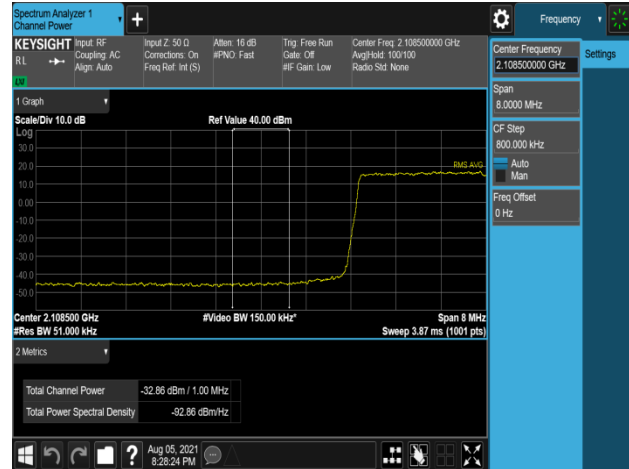 Spectrum Analyzer 1
Channel Power
Frequency
KEYSIGHT
RL
LW
Input: RF
Coupling: AC
Align: Auto
Input Z: 50 Ω
Corrections: On
Freq Ref: Int (S)
Atten: 16 dB
#PNO: Fast
Trig: Free Run
Gate: Off
#IF Gain: Low
Center Freq: 2.108500000 GHz
Avg|Hold: 100/100
Radio Std: None
Center Frequency
2.108500000 GHz
Settings
Span
8.0000 MHz
CF Step
800.000 kHz
Auto
Man
Freq Offset
0 Hz
1 Graph
Scale/Div 10.0 dB
Ref Value 40.00 dBm
Log
30.0
20.0
10.0
0.00
-10.0
-20.0
-30.0
-40.0
-50.0
RMS AVG
Center 2.108500 GHz
#Video BW 150.00 kHz*
Span 8 MHz
#Res BW 51.000 kHz
Sweep 3.87 ms (1001 pts)
2 Metrics
Total Channel Power
-32.86 dBm / 1.00 MHz
Total Power Spectral Density
-92.86 dBm/Hz
?
Aug 05, 2021
8:28:24 PM